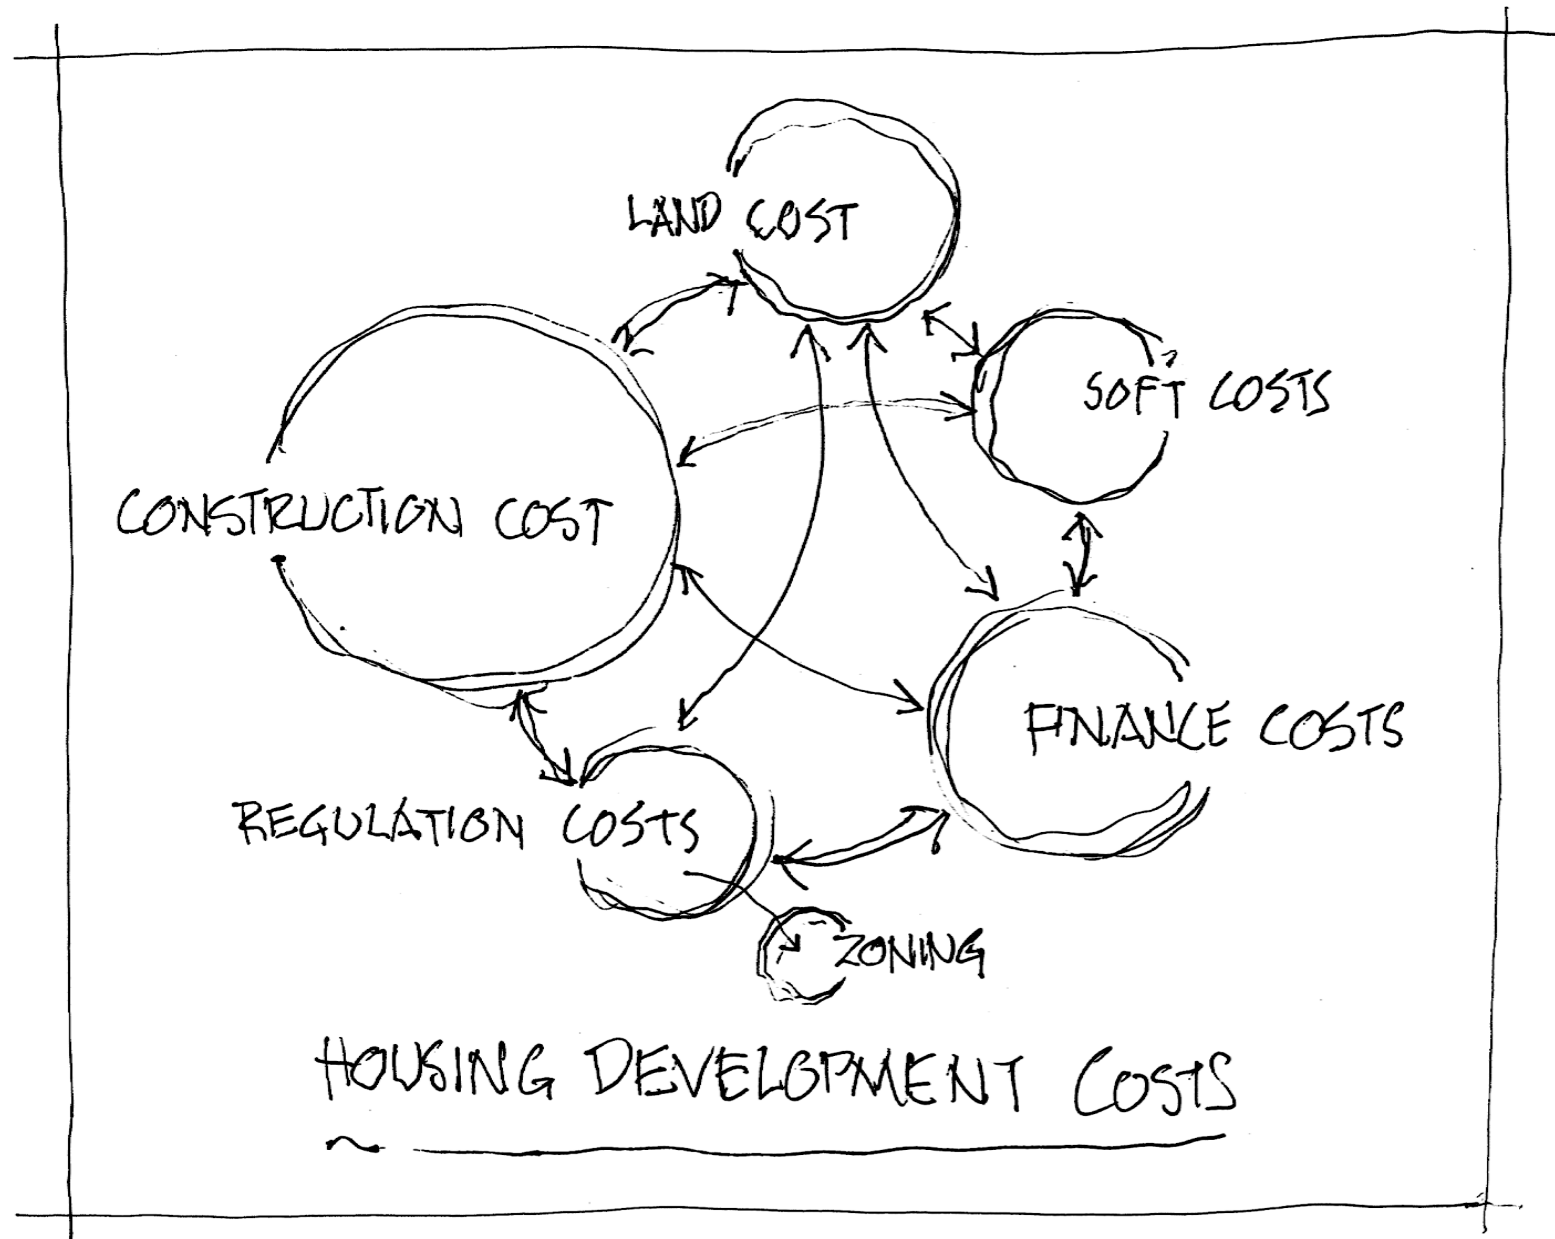 LAND COST
SOFT COSTS
CONSTRUCTION COST
FINANCE COSTS
REGULATION COSTS
ZONING
HOUSING DEVELOPMENT COSTS